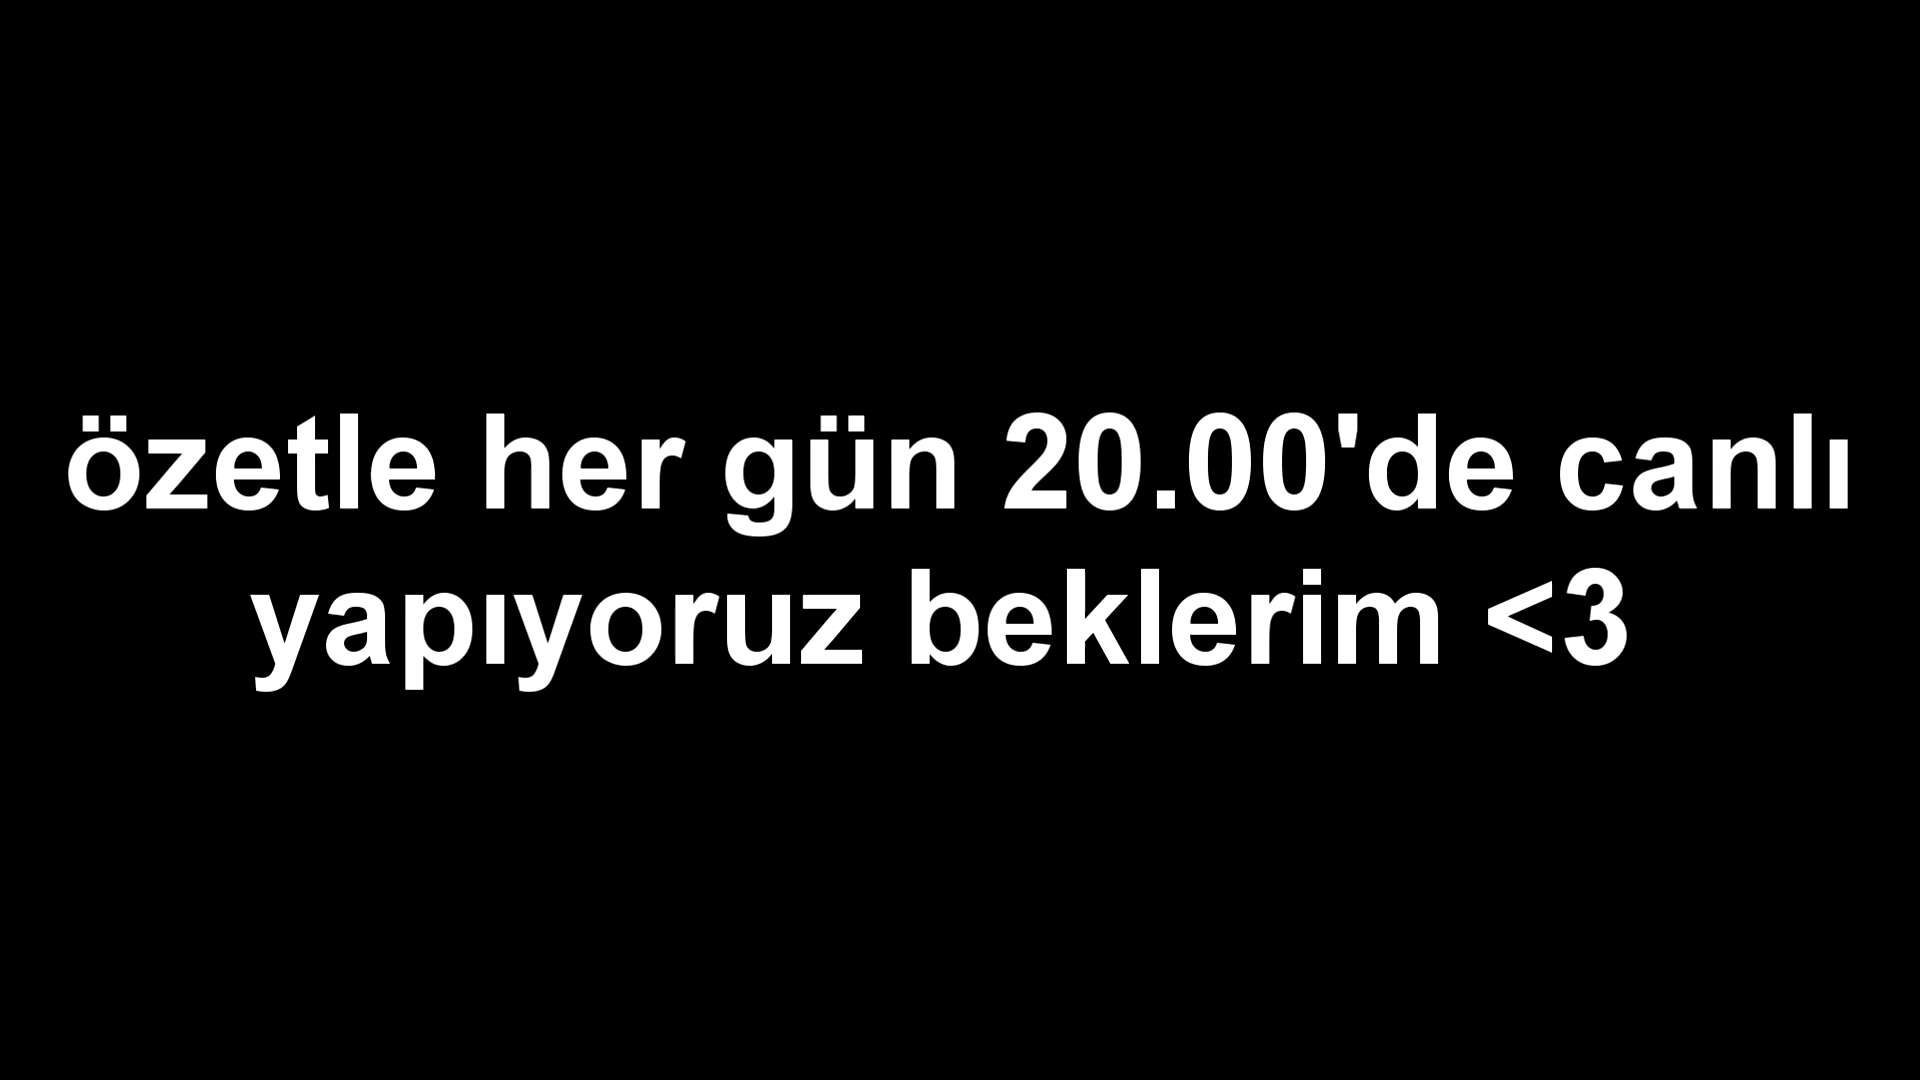 özetle her gün 20.00'de canlı
yapıyoruz beklerim <3